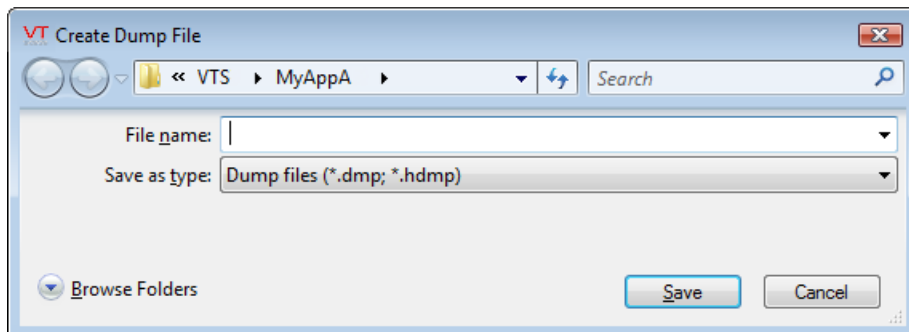 VT Create Dump File
« VTS MyAppA Search
File name:
Save as type: Dump files (*.dmp; *.hdmp)
Browse Folders Save Cancel